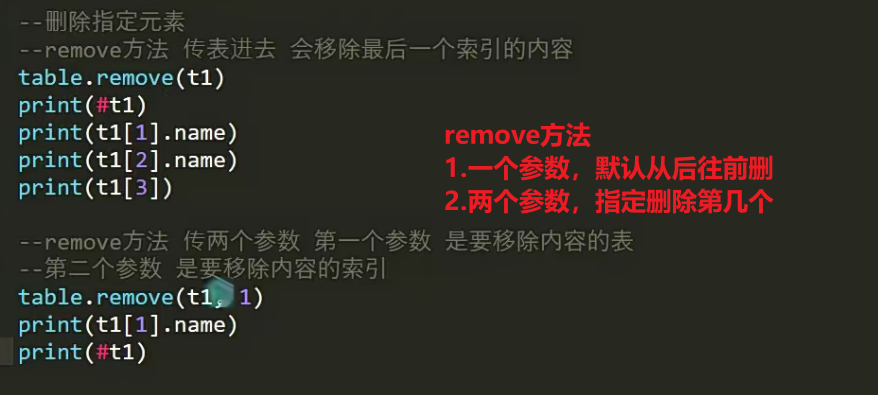 --删除指定元素
--remove方法 传表进去 会移除最后一个索引的内容
table.remove(t1)
print(#t1)
print(t1[1].name)
print(t1[2].name)
print(t1[3])
remove方法
1.一个参数，默认从后往前删
2.两个参数，指定删除第几个
--remove方法 传两个参数 第一个参数 是要移除内容的表
--第二个参数 是要移除内容的索引
table.remove(t1, 1)
print(t1[1].name)
print(#t1)